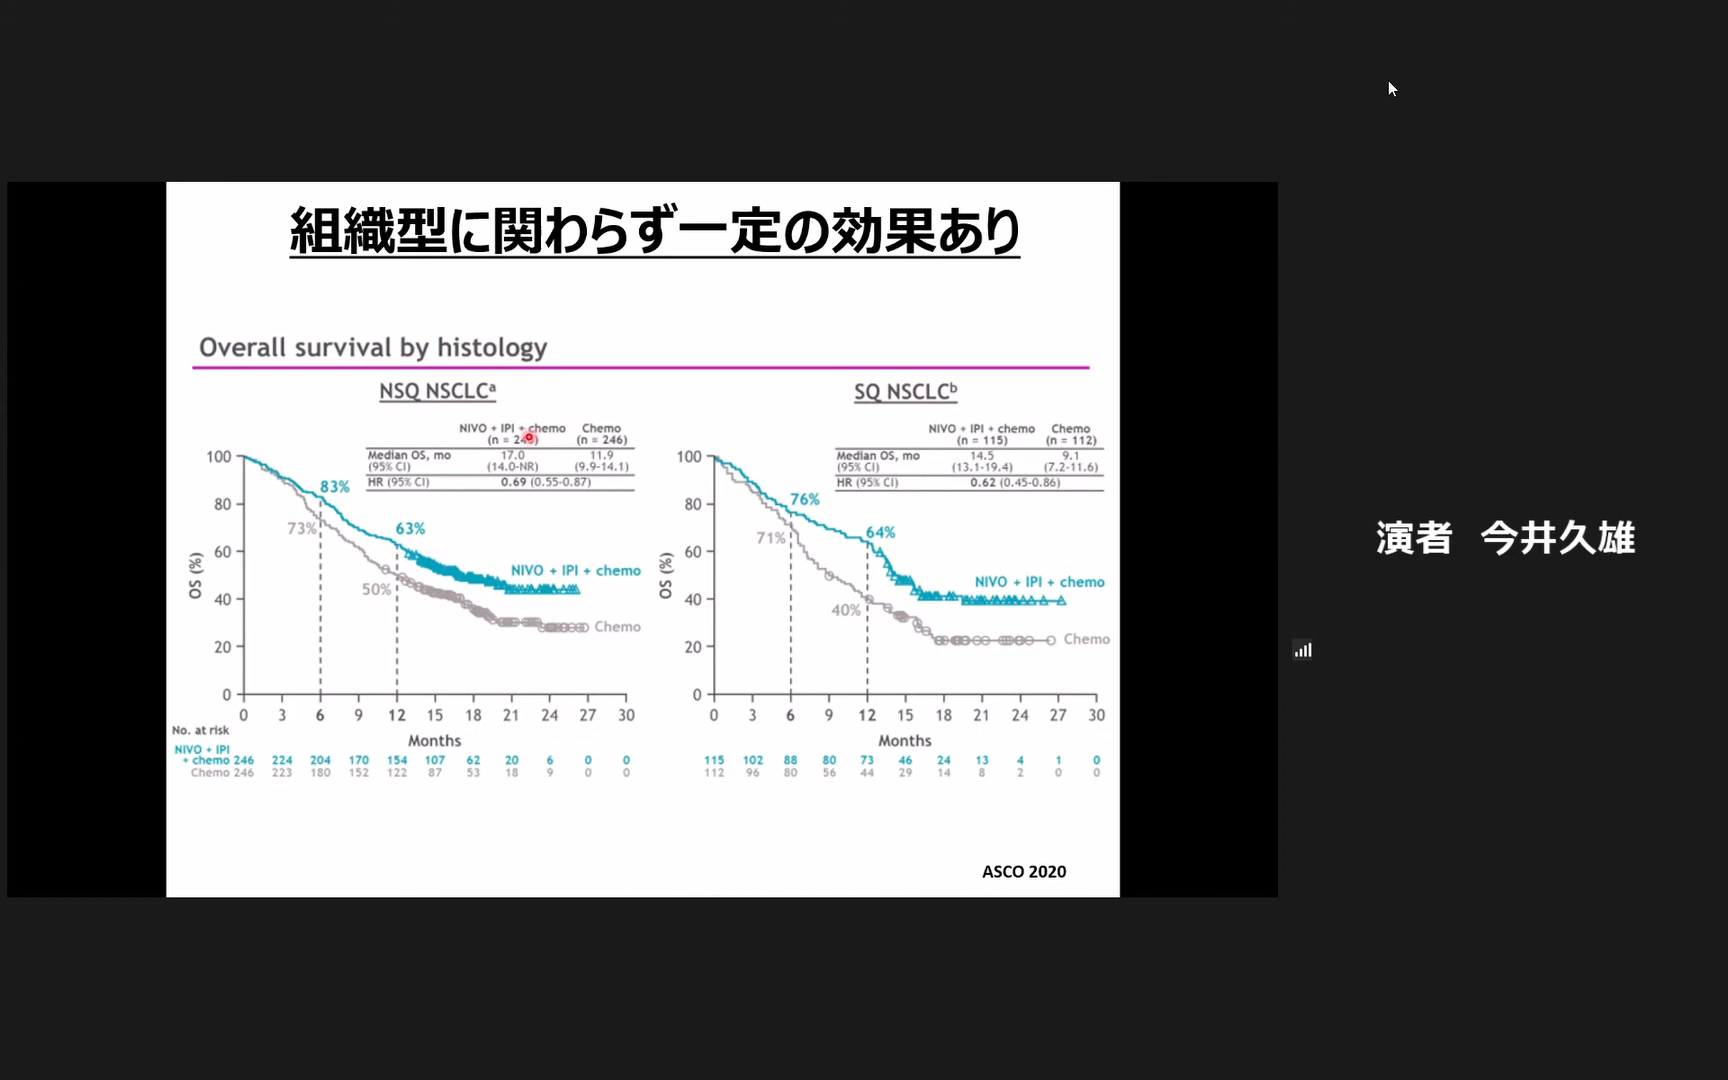 組織型に関わらず一定の効果あり
Overall survival by histology
NSQ NSCLCa
NIVO + IPI + chemo Chemo
(n = 246)
Median OS, mo 17.0 11.9
(95% CI) (14.0-NR) (9.9-14.1)
HR (95% CI) 0.69 (0.55-0.87)
100
80
60
40
20
0
OS (%)
83%
73%
63%
50%
NIVO + IPI + chemo
Chemo
0 3 6 9 12 15 18 21 24 27 30
Months
No. at risk
NIVO + IPI
+ chemo 246 224 204 170 154 107 62 20 6 0 0
Chemo 246 223 180 152 122 87 53 18 9 0 0
SQ NSCLCb
NIVO + IPI + chemo Chemo
(n = 115) (n = 112)
Median OS, mo 14.5 9.1
(95% CI) (13.1-19.4) (7.2-11.6)
HR (95% CI) 0.62 (0.45-0.86)
100
80
60
40
20
0
OS (%)
76%
71%
64%
40%
NIVO + IPI + chemo
Chemo
0 3 6 9 12 15 18 21 24 27 30
Months
115 102 88 80 73 46 24 13 4 1 0
112 96 80 56 44 29 14 8 2 0 0
ASCO 2020
演者 今井久雄